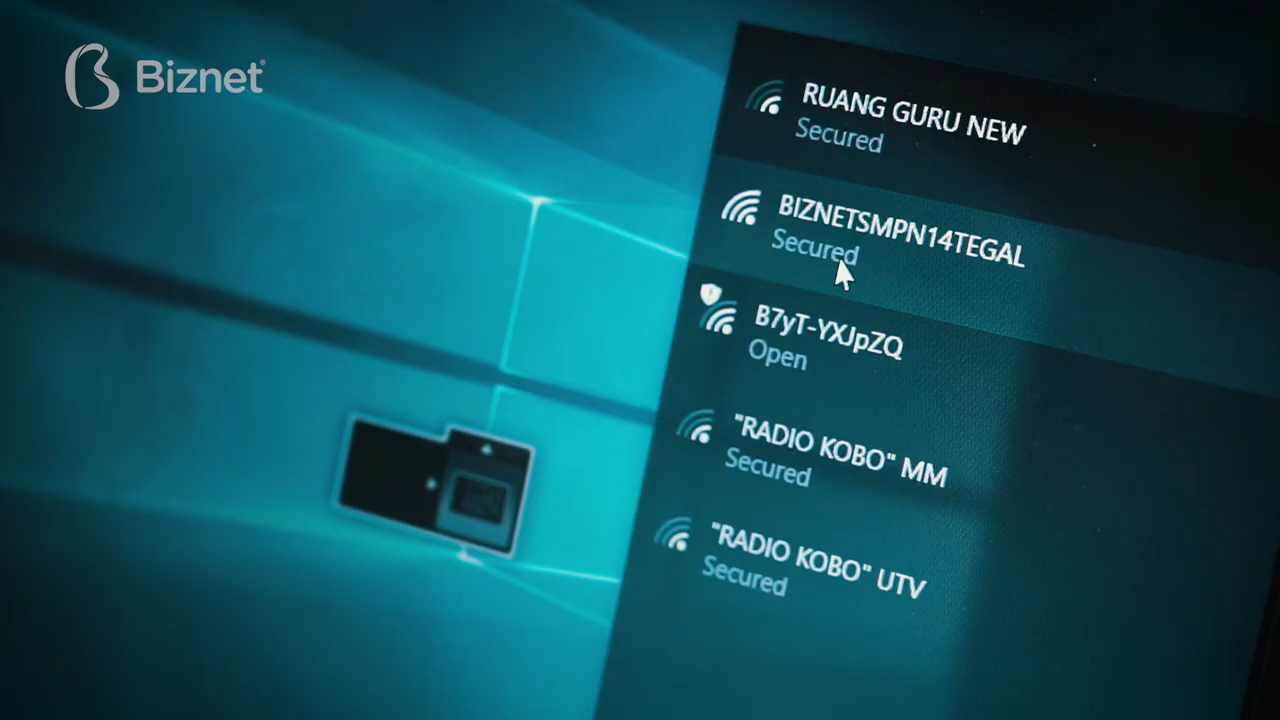 Biznet
RUANG GURU NEW
Secured
BIZNETSMPN14TEGAL
Secured
B7yT-YXJpZQ
Open
"RADIO KOBO" MM
Secured
"RADIO KOBO" UTV
Secured